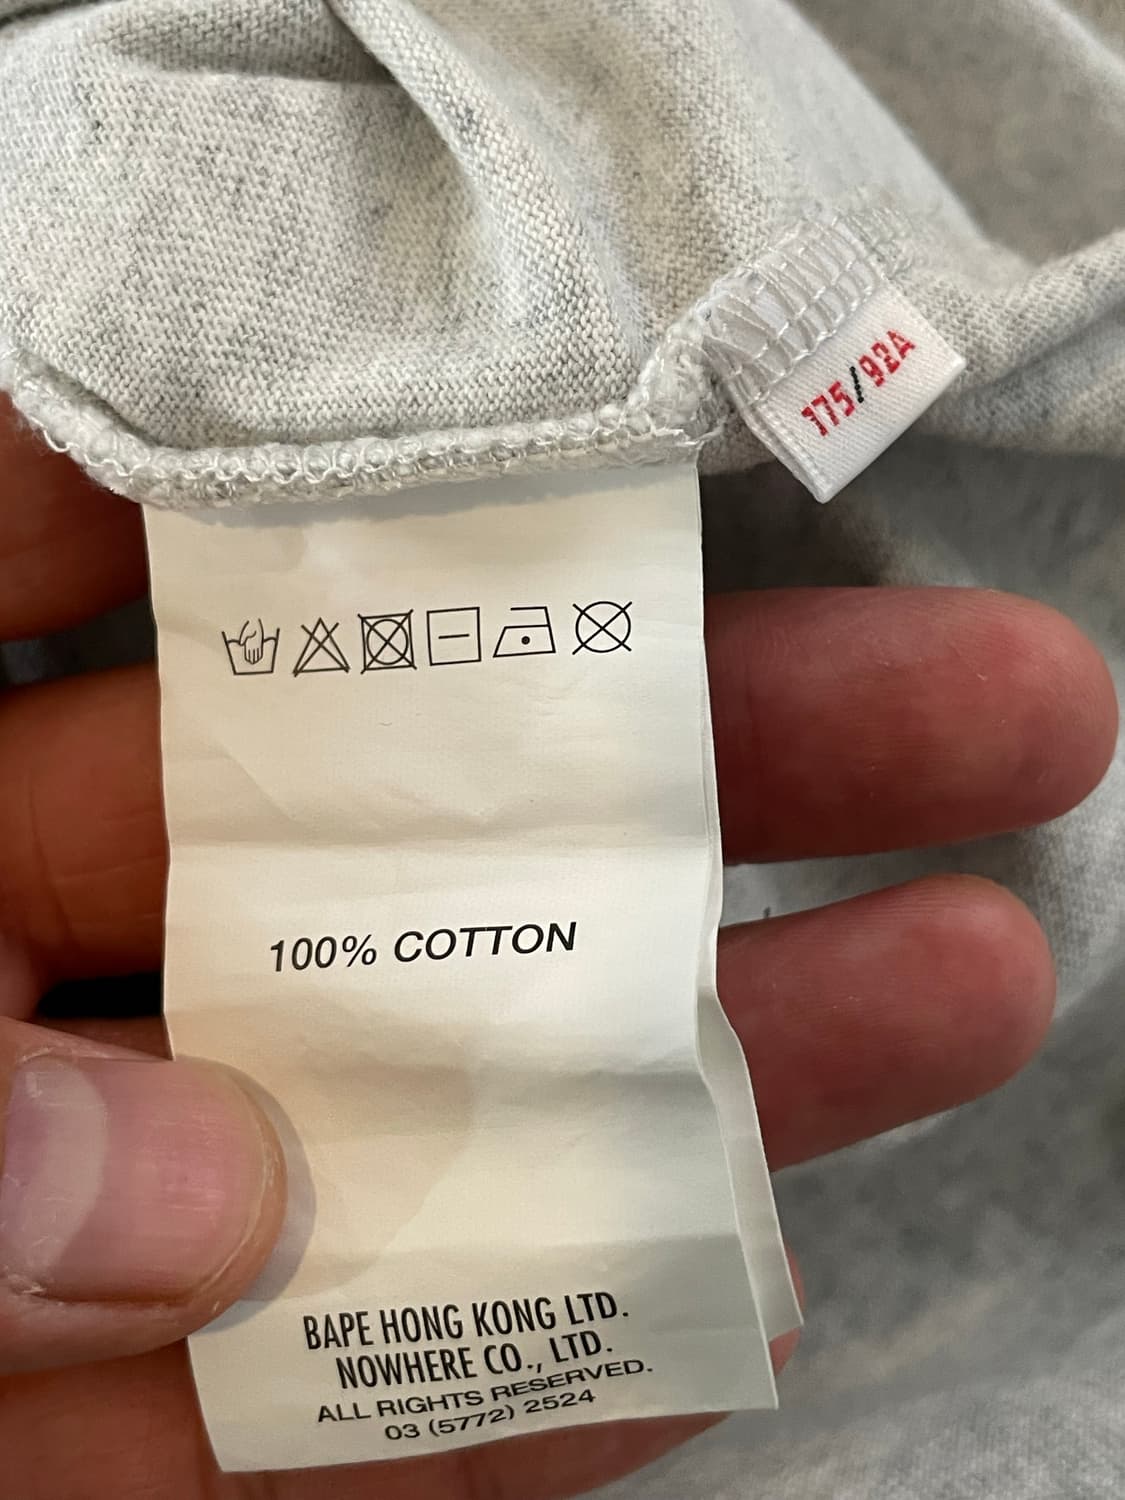 175/92A
100% COTTON
BAPE HONG KONG LTD.
NOWHERE CO., LTD.
ALL RIGHTS RESERVED.
03 (5772) 2524